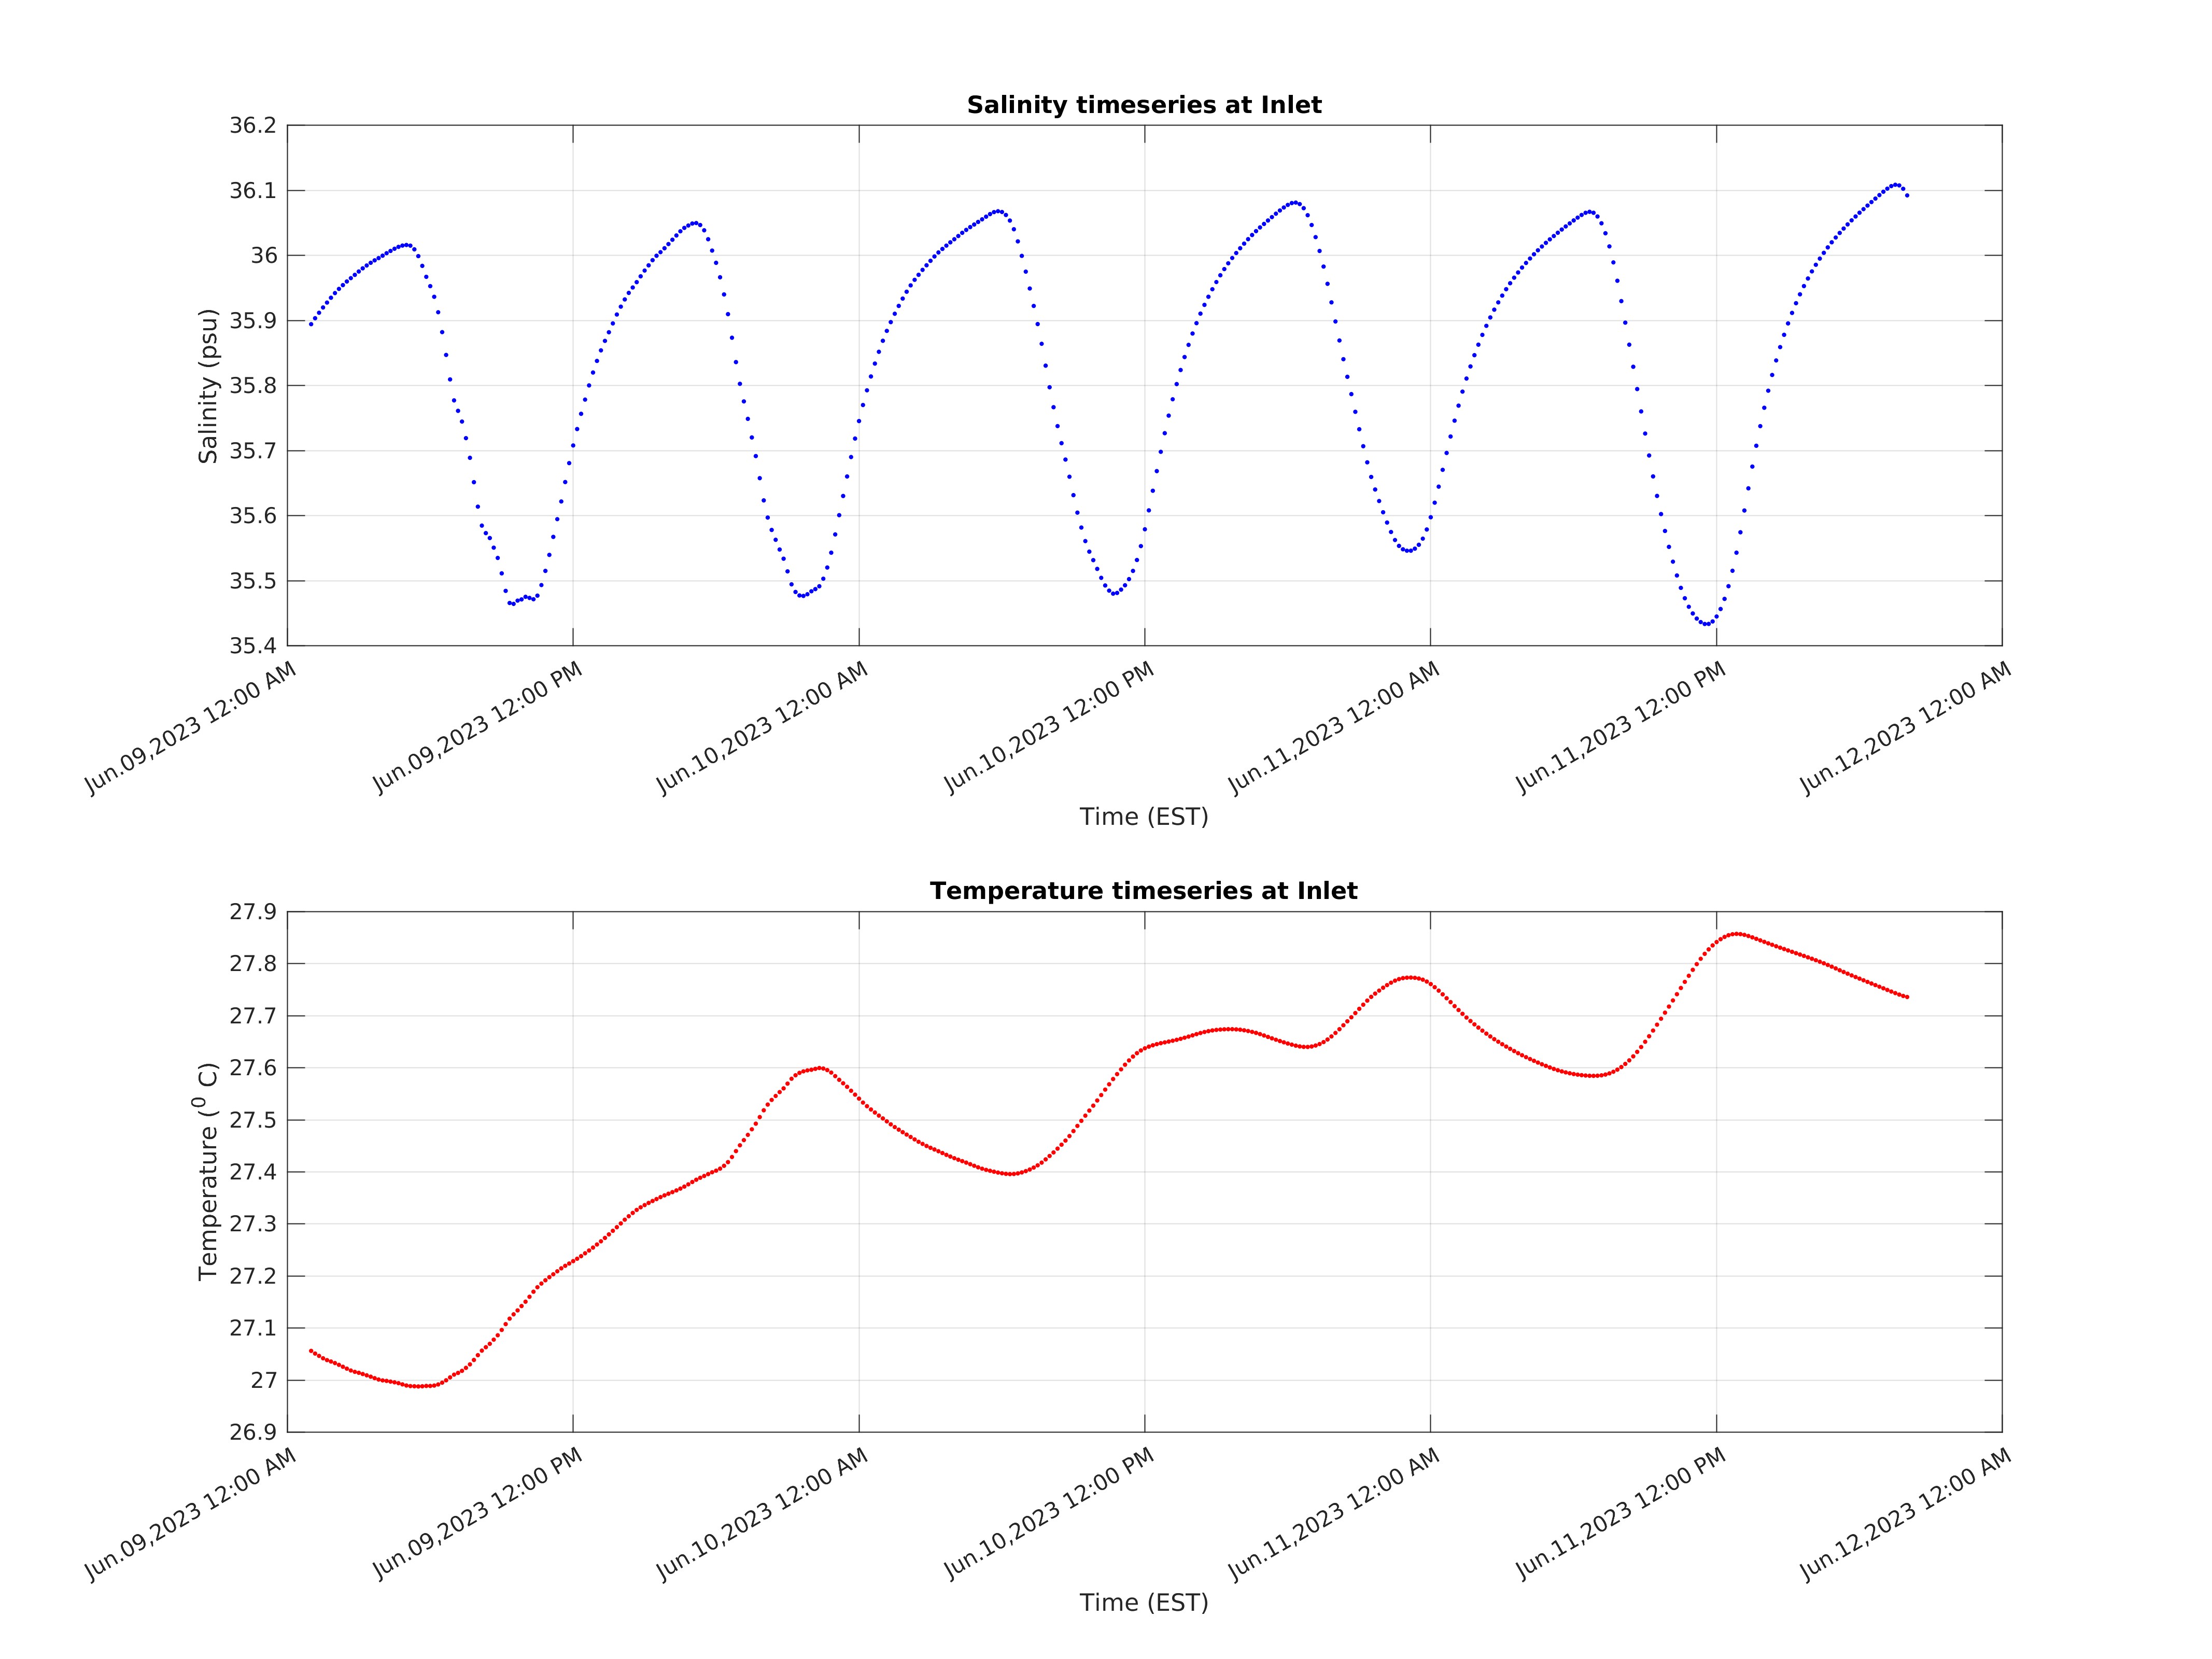 Salinity timeseries at Inlet
Salinity (psu)
36.2
36.1
36
35.9
35.8
35.7
35.6
35.5
35.4
Jun.09,2023 12:00 AM
Jun.09,2023 12:00 PM
Jun.10,2023 12:00 AM
Jun.10,2023 12:00 PM
Jun.11,2023 12:00 AM
Jun.11,2023 12:00 PM
Jun.12,2023 12:00 AM
Time (EST)
Temperature timeseries at Inlet
Temperature (⁰ C)
27.9
27.8
27.7
27.6
27.5
27.4
27.3
27.2
27.1
27
26.9
Jun.09,2023 12:00 AM
Jun.09,2023 12:00 PM
Jun.10,2023 12:00 AM
Jun.10,2023 12:00 PM
Jun.11,2023 12:00 AM
Jun.11,2023 12:00 PM
Jun.12,2023 12:00 AM
Time (EST)